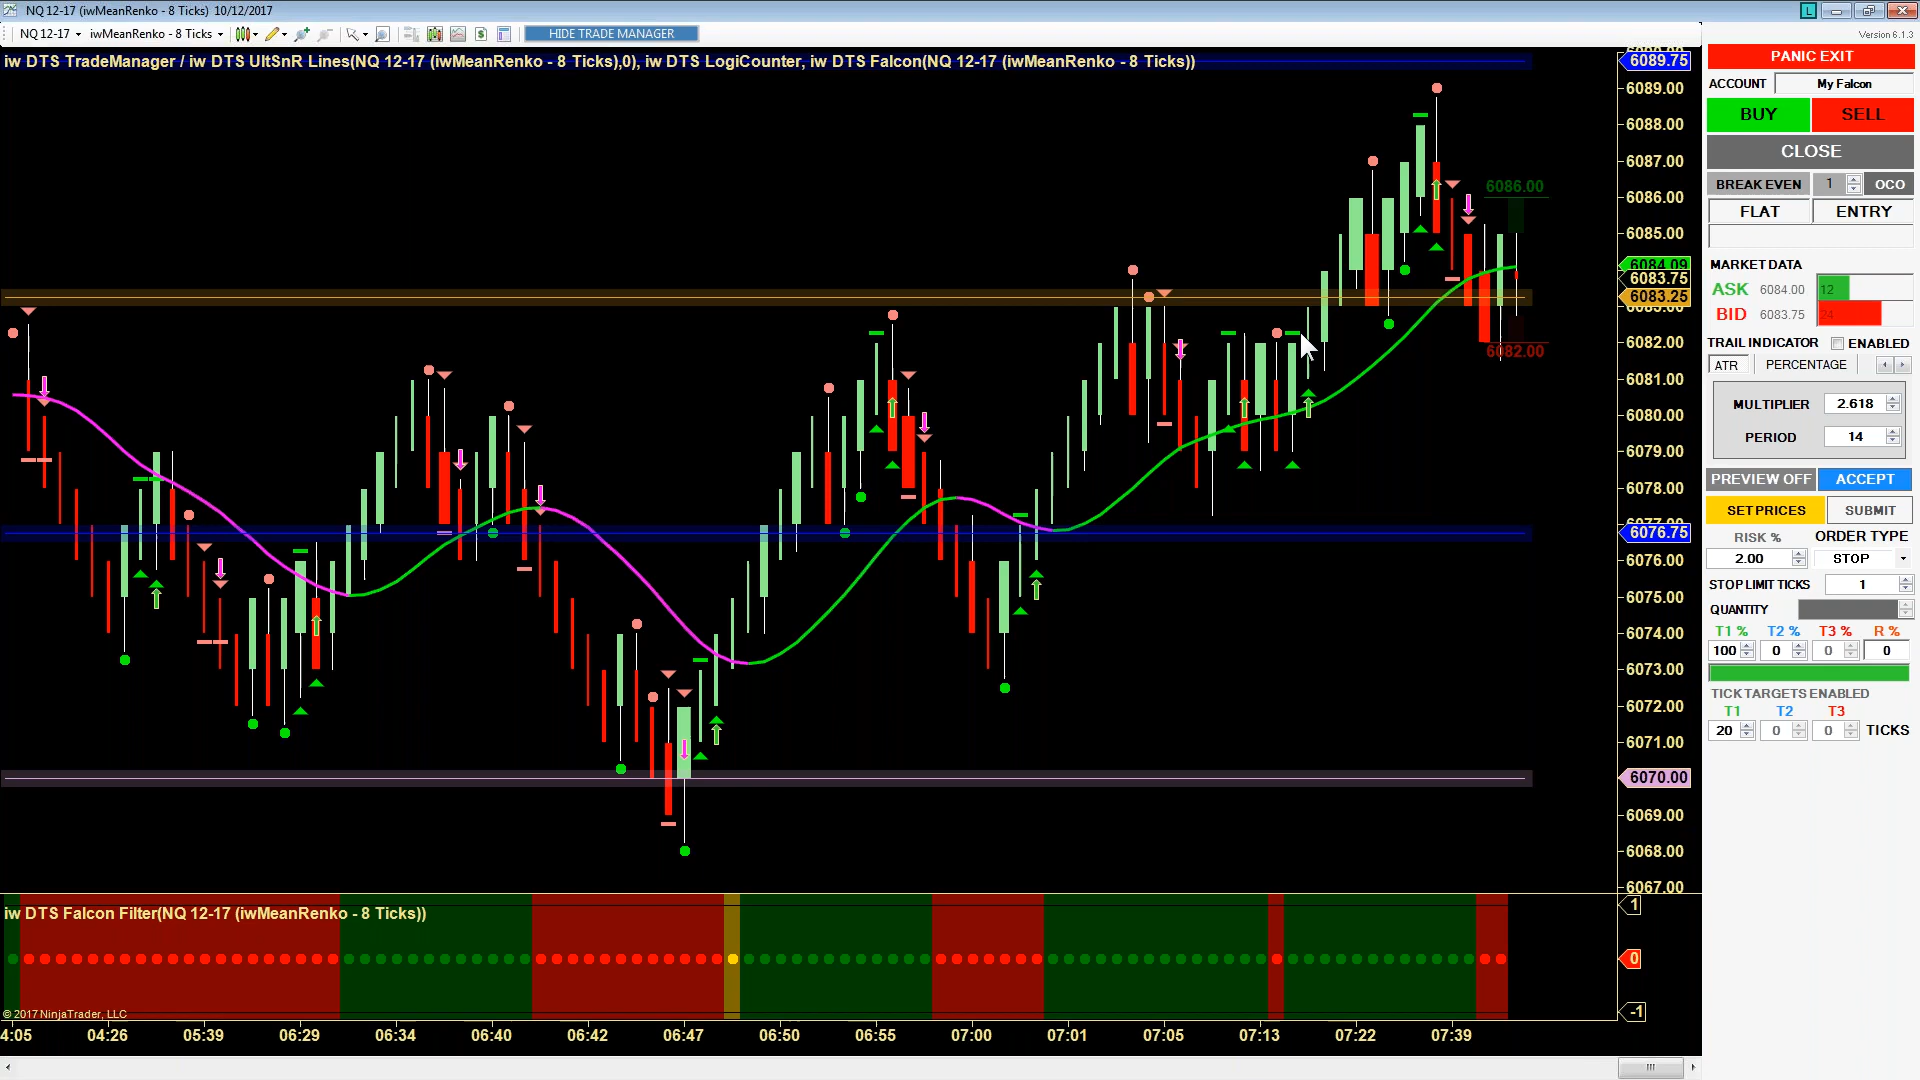 NQ 12-17 (iwMeanRenko - 8 Ticks) 10/12/2017
L
NQ 12-17 iwMeanRenko - 8 Ticks HIDE TRADE MANAGER
Version 6.1.3
iw DTS TradeManager / iw DTS UltSnR Lines(NQ 12-17 (iwMeanRenko - 8 Ticks),0), iw DTS LogiCounter, iw DTS Falcon(NQ 12-17 (iwMeanRenko - 8 Ticks))
6089.75
6089.00
6088.00
6087.00
6086.00
6085.00
6084.09
6083.75
6083.25
6082.00
6081.00
6080.00
6079.00
6078.00
6076.75
6076.00
6075.00
6074.00
6073.00
6072.00
6071.00
6070.00
6069.00
6068.00
6067.00
6086.00
6082.00
PANIC EXIT
ACCOUNT My Falcon
BUY SELL
CLOSE
BREAK EVEN 1 OCO
FLAT ENTRY
MARKET DATA
ASK 6084.00 12
BID 6083.75 24
TRAIL INDICATOR ENABLED
ATR PERCENTAGE
MULTIPLIER 2.618
PERIOD 14
PREVIEW OFF ACCEPT
SET PRICES SUBMIT
RISK % ORDER TYPE
2.00 STOP
STOP LIMIT TICKS 1
QUANTITY
T1 % T2 % T3 % R %
100 0 0 0
TICK TARGETS ENABLED
T1 T2 T3
20 0 0 TICKS
iw DTS Falcon Filter(NQ 12-17 (iwMeanRenko - 8 Ticks))
1
0
-1
© 2017 NinjaTrader, LLC
4:05 04:26 05:39 06:29 06:34 06:40 06:42 06:47 06:50 06:55 07:00 07:01 07:05 07:13 07:22 07:39